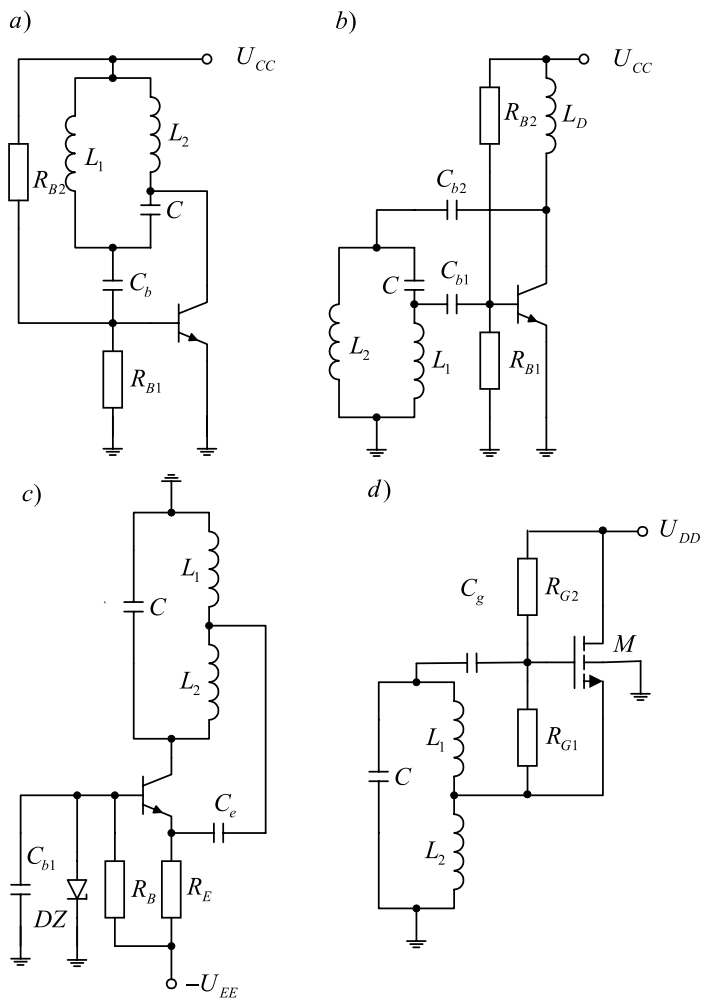 a)
U_CC
L_2
L_1
R_B2
C
C_b
R_B1
b)
U_CC
R_B2
L_D
C_b2
C
C_b1
L_2
L_1
R_B1
c)
L_1
C
L_2
C_e
C_b1
DZ
R_B
R_E
-U_EE
d)
U_DD
C_g
R_G2
M
L_1
R_G1
C
L_2